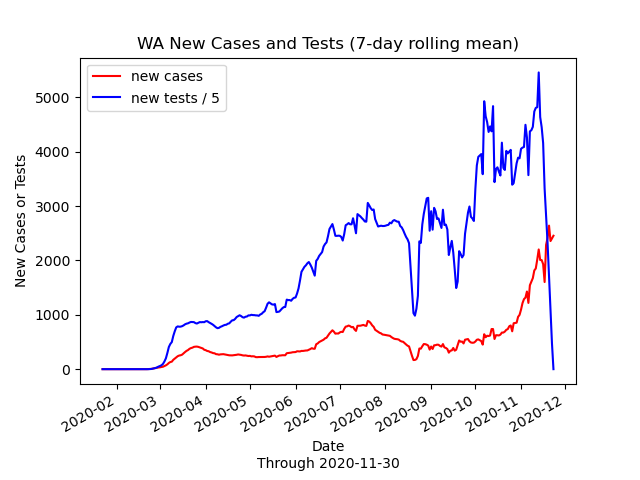 WA New Cases and Tests (7-day rolling mean)
new cases
new tests / 5
New Cases or Tests
5000
4000
3000
2000
1000
0
2020-02
2020-03
2020-04
2020-05
2020-06
2020-07
2020-08
2020-09
2020-10
2020-11
2020-12
Date
Through 2020-11-30